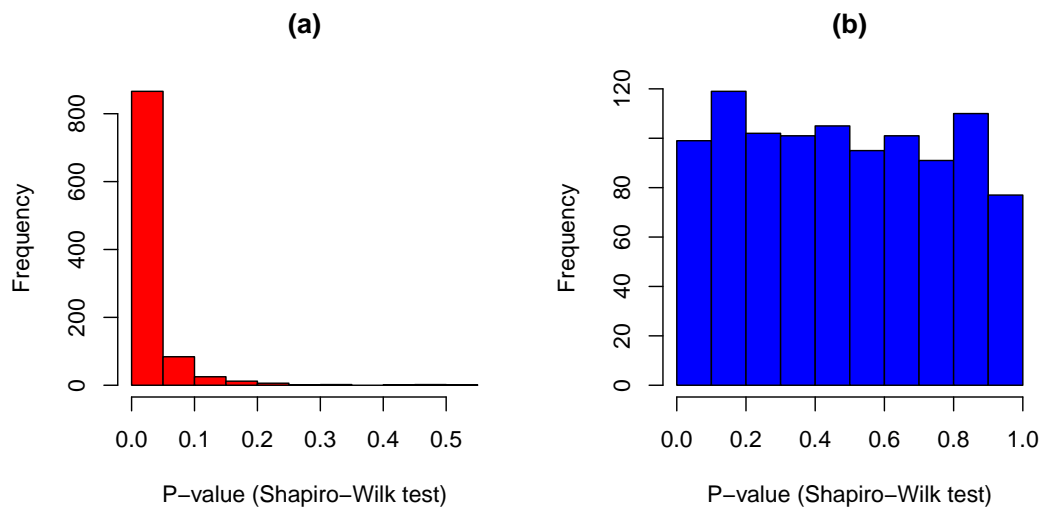 (a)
Frequency
0 200 400 600 800
0.0 0.1 0.2 0.3 0.4 0.5
P−value (Shapiro−Wilk test)
(b)
Frequency
0 20 40 60 80 120
0.0 0.2 0.4 0.6 0.8 1.0
P−value (Shapiro−Wilk test)